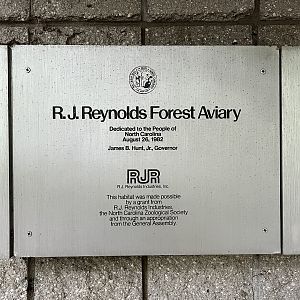 R.J. Reynolds Forest Aviary
Dedicated to the People of
North Carolina
August 26, 1982
James B. Hunt, Jr., Governor
RJR
R.J. Reynolds Industries, Inc.
This habitat was made possible
by a grant from
R.J. Reynolds Industries,
the North Carolina Zoological Society
and through an appropriation
from the General Assembly.